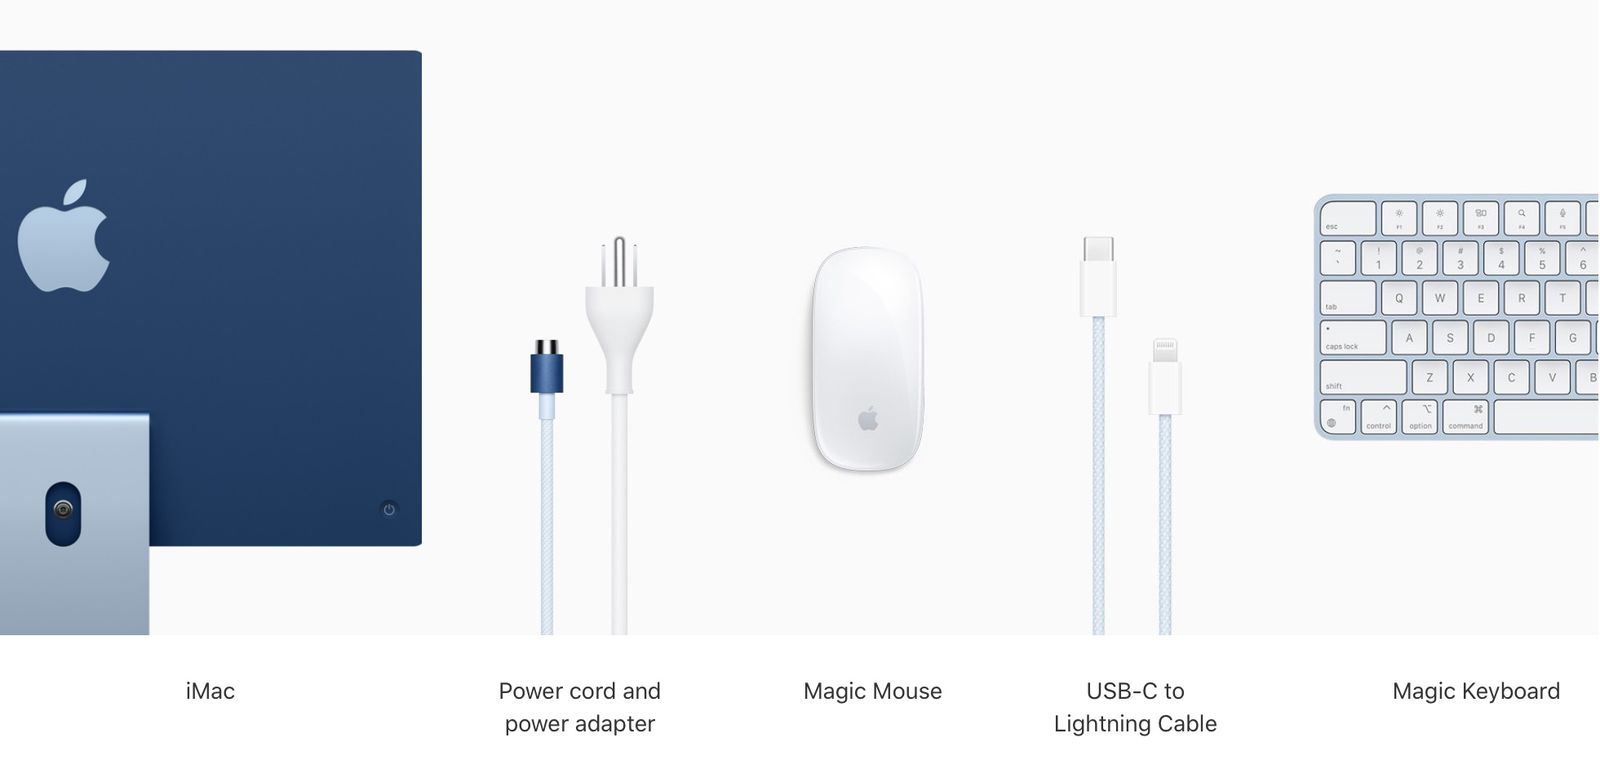 esc F1 F2 F3 F4 F5
~ ! @ # $ % ^
` 1 2 3 4 5 6
tab Q W E R T
caps lock A S D F G
shift Z X C V B
fn
control option command
iMac
Power cord and
power adapter
Magic Mouse
USB-C to
Lightning Cable
Magic Keyboard